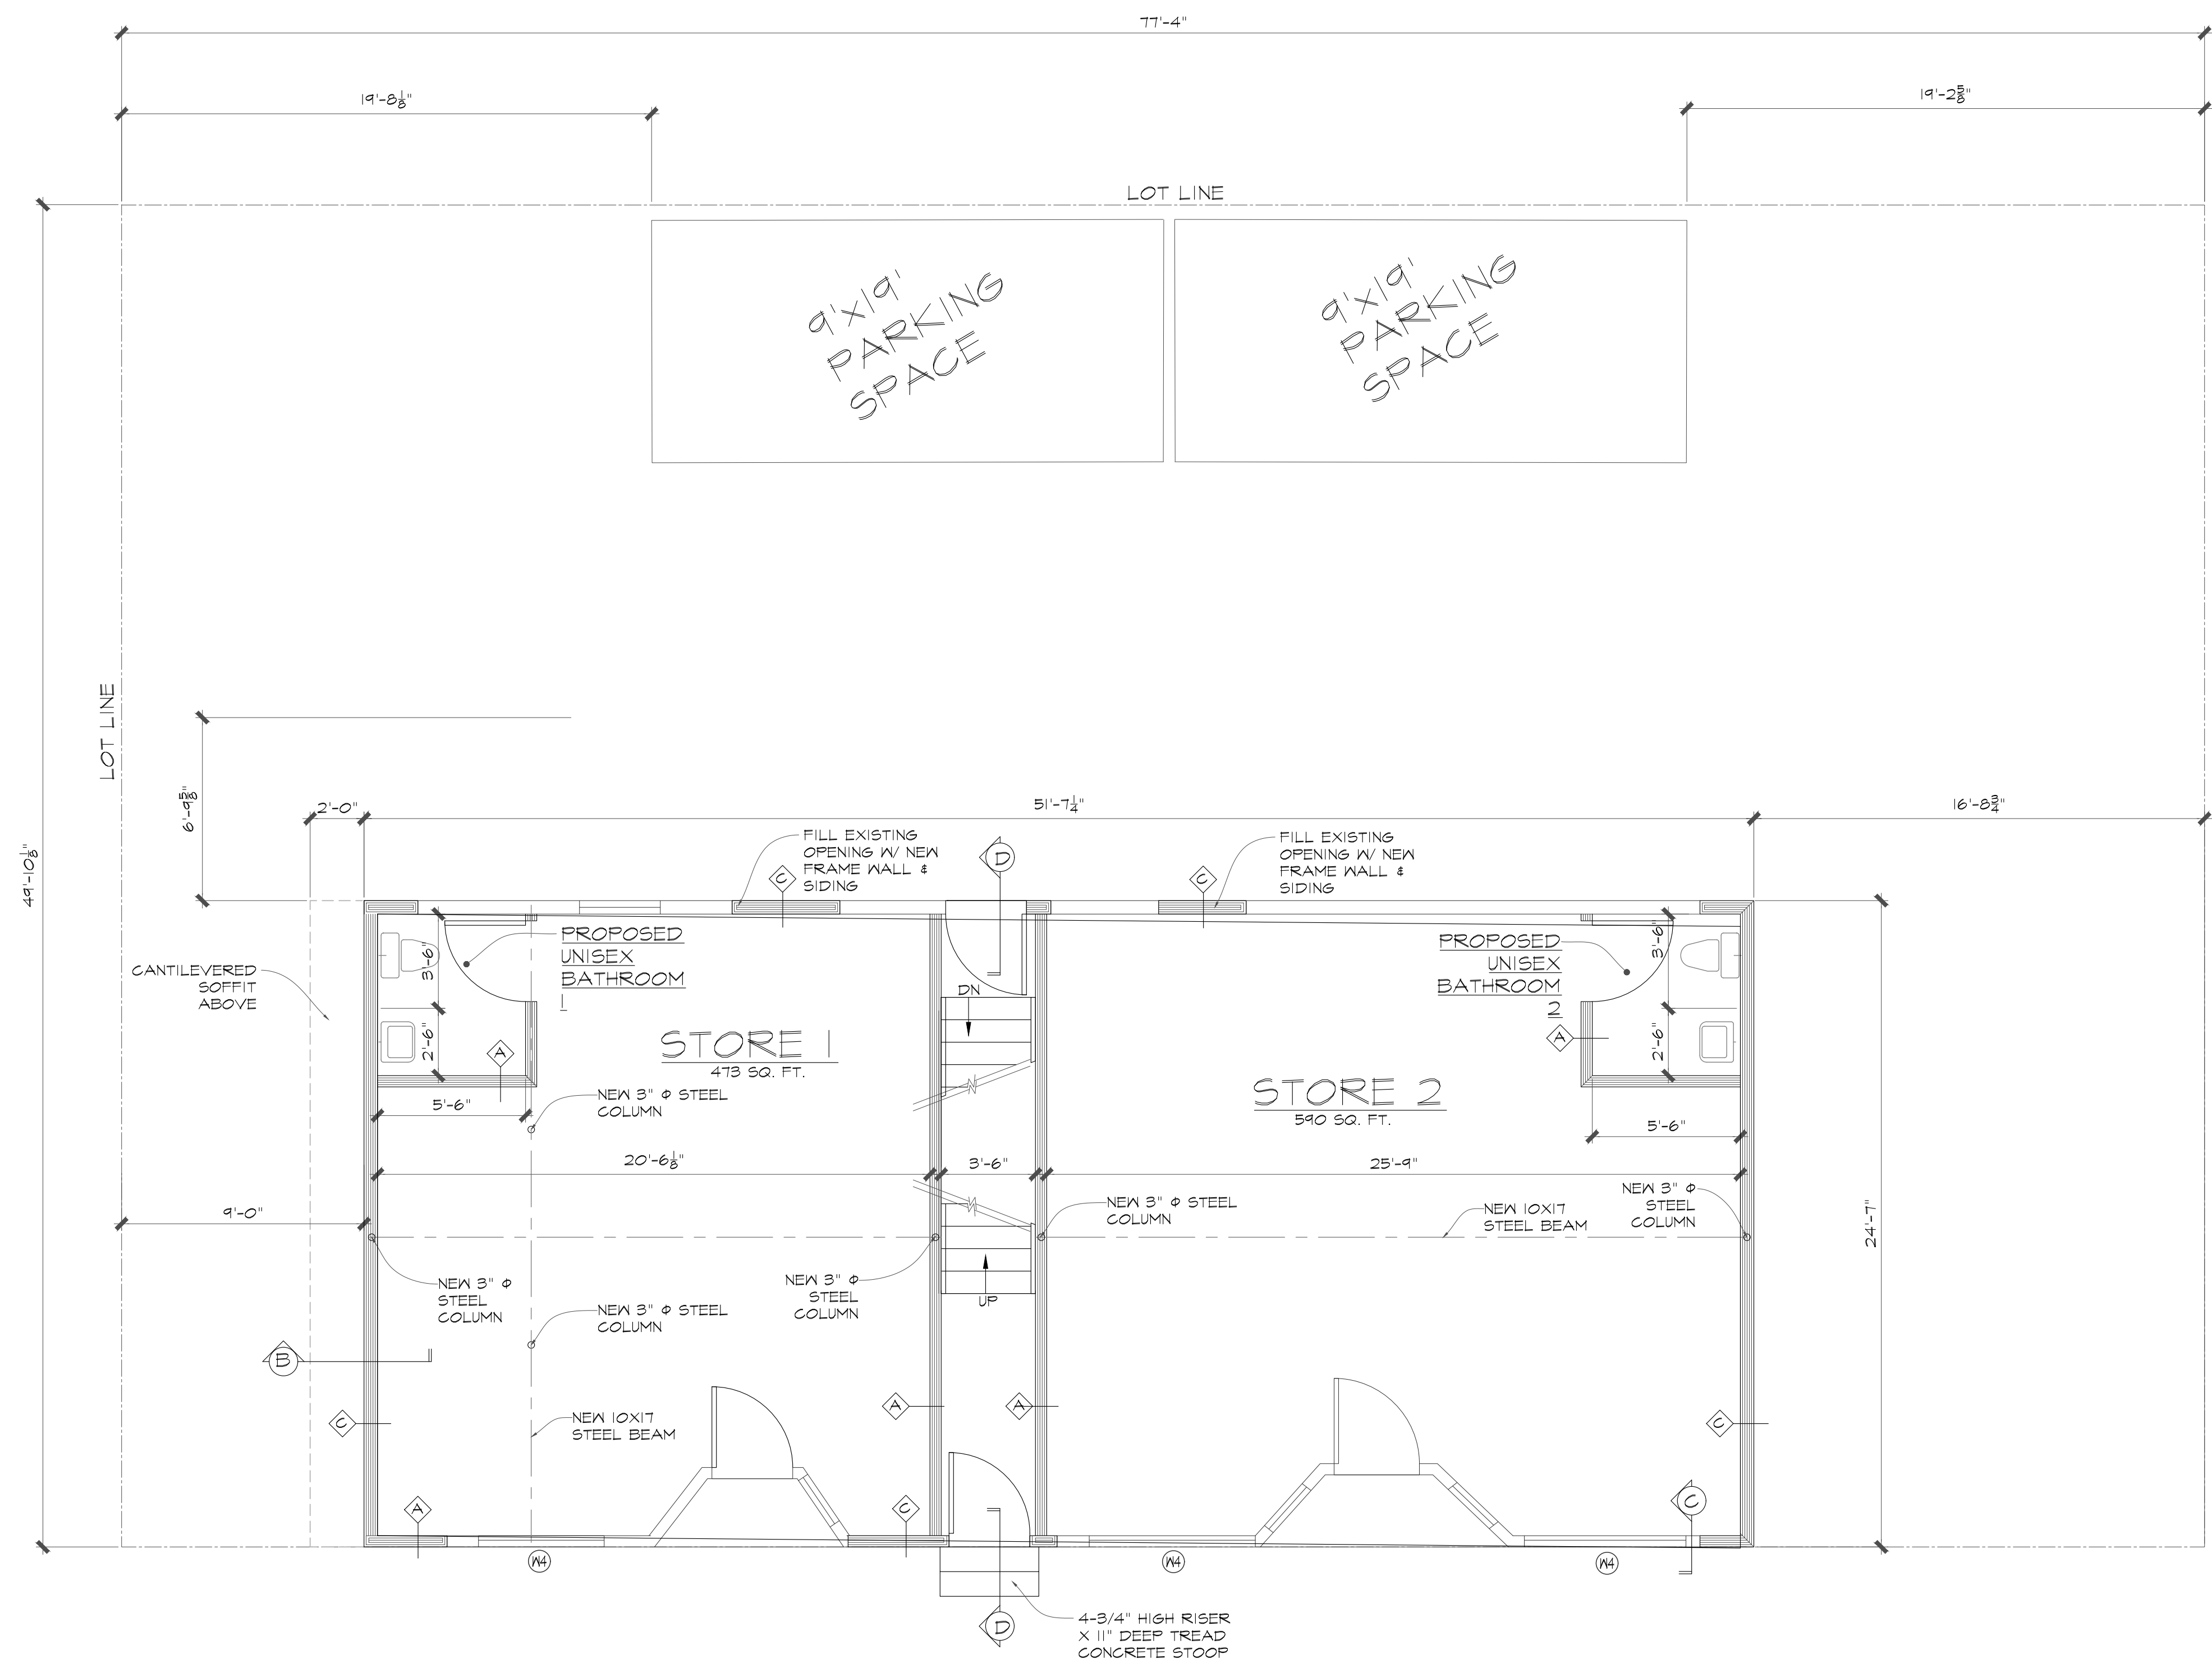 77'-4"
19'-8 1/8"
19'-2 5/8"
LOT LINE
9'x19'
PARKING
SPACE
9'x19'
PARKING
SPACE
LOT LINE
49'-10 1/8"
6'-9 5/8"
2'-0"
51'-7 1/4"
16'-8 3/4"
FILL EXISTING
OPENING W/ NEW
FRAME WALL &
SIDING
C
D
FILL EXISTING
OPENING W/ NEW
FRAME WALL &
SIDING
C
CANTILEVERED
SOFFIT
ABOVE
3'-6"
2'-6"
A
5'-6"
PROPOSED
UNISEX
BATHROOM
1
STORE 1
473 SQ. FT.
NEW 3" Φ STEEL
COLUMN
DN
PROPOSED
UNISEX
BATHROOM
2
3'-6"
2'-6"
A
5'-6"
STORE 2
590 SQ. FT.
20'-6 1/8"
3'-6"
25'-9"
9'-0"
24'-7"
NEW 3" Φ STEEL
COLUMN
NEW 10X17
STEEL BEAM
NEW 3" Φ
STEEL
COLUMN
NEW 3" Φ
STEEL
COLUMN
NEW 3" Φ STEEL
COLUMN
NEW 3" Φ
STEEL
COLUMN
UP
B
C
NEW 10X17
STEEL BEAM
A
A
C
A
C
C
W4
W4
W4
D
4-3/4" HIGH RISER
X 11" DEEP TREAD
CONCRETE STOOP